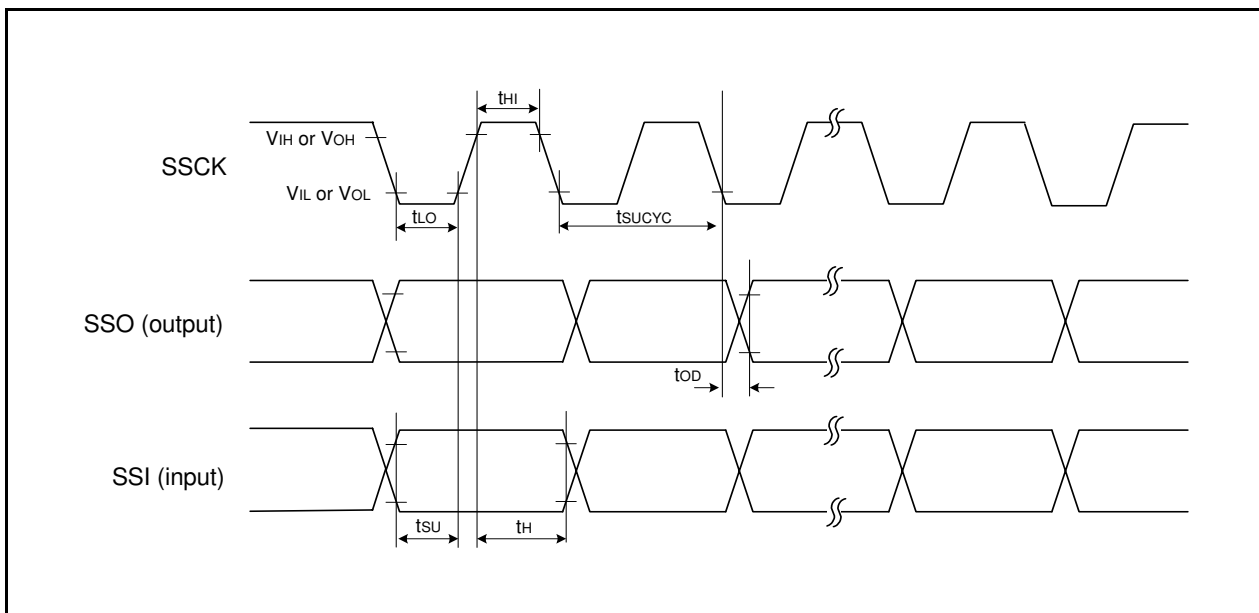 tHI
VIH or VOH
SSCK
VIL or VOL
tLO
tSUCYC
SSO (output)
tOD
SSI (input)
tSU
tH